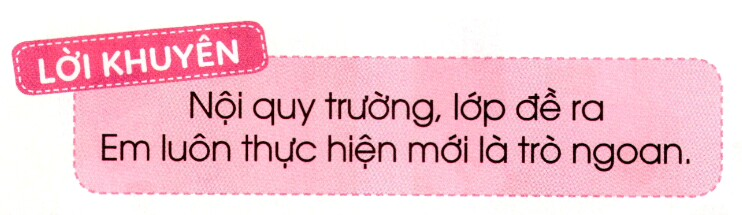 LỜI KHUYÊN
Nội quy trường, lớp đề ra
Em luôn thực hiện mới là trò ngoan.